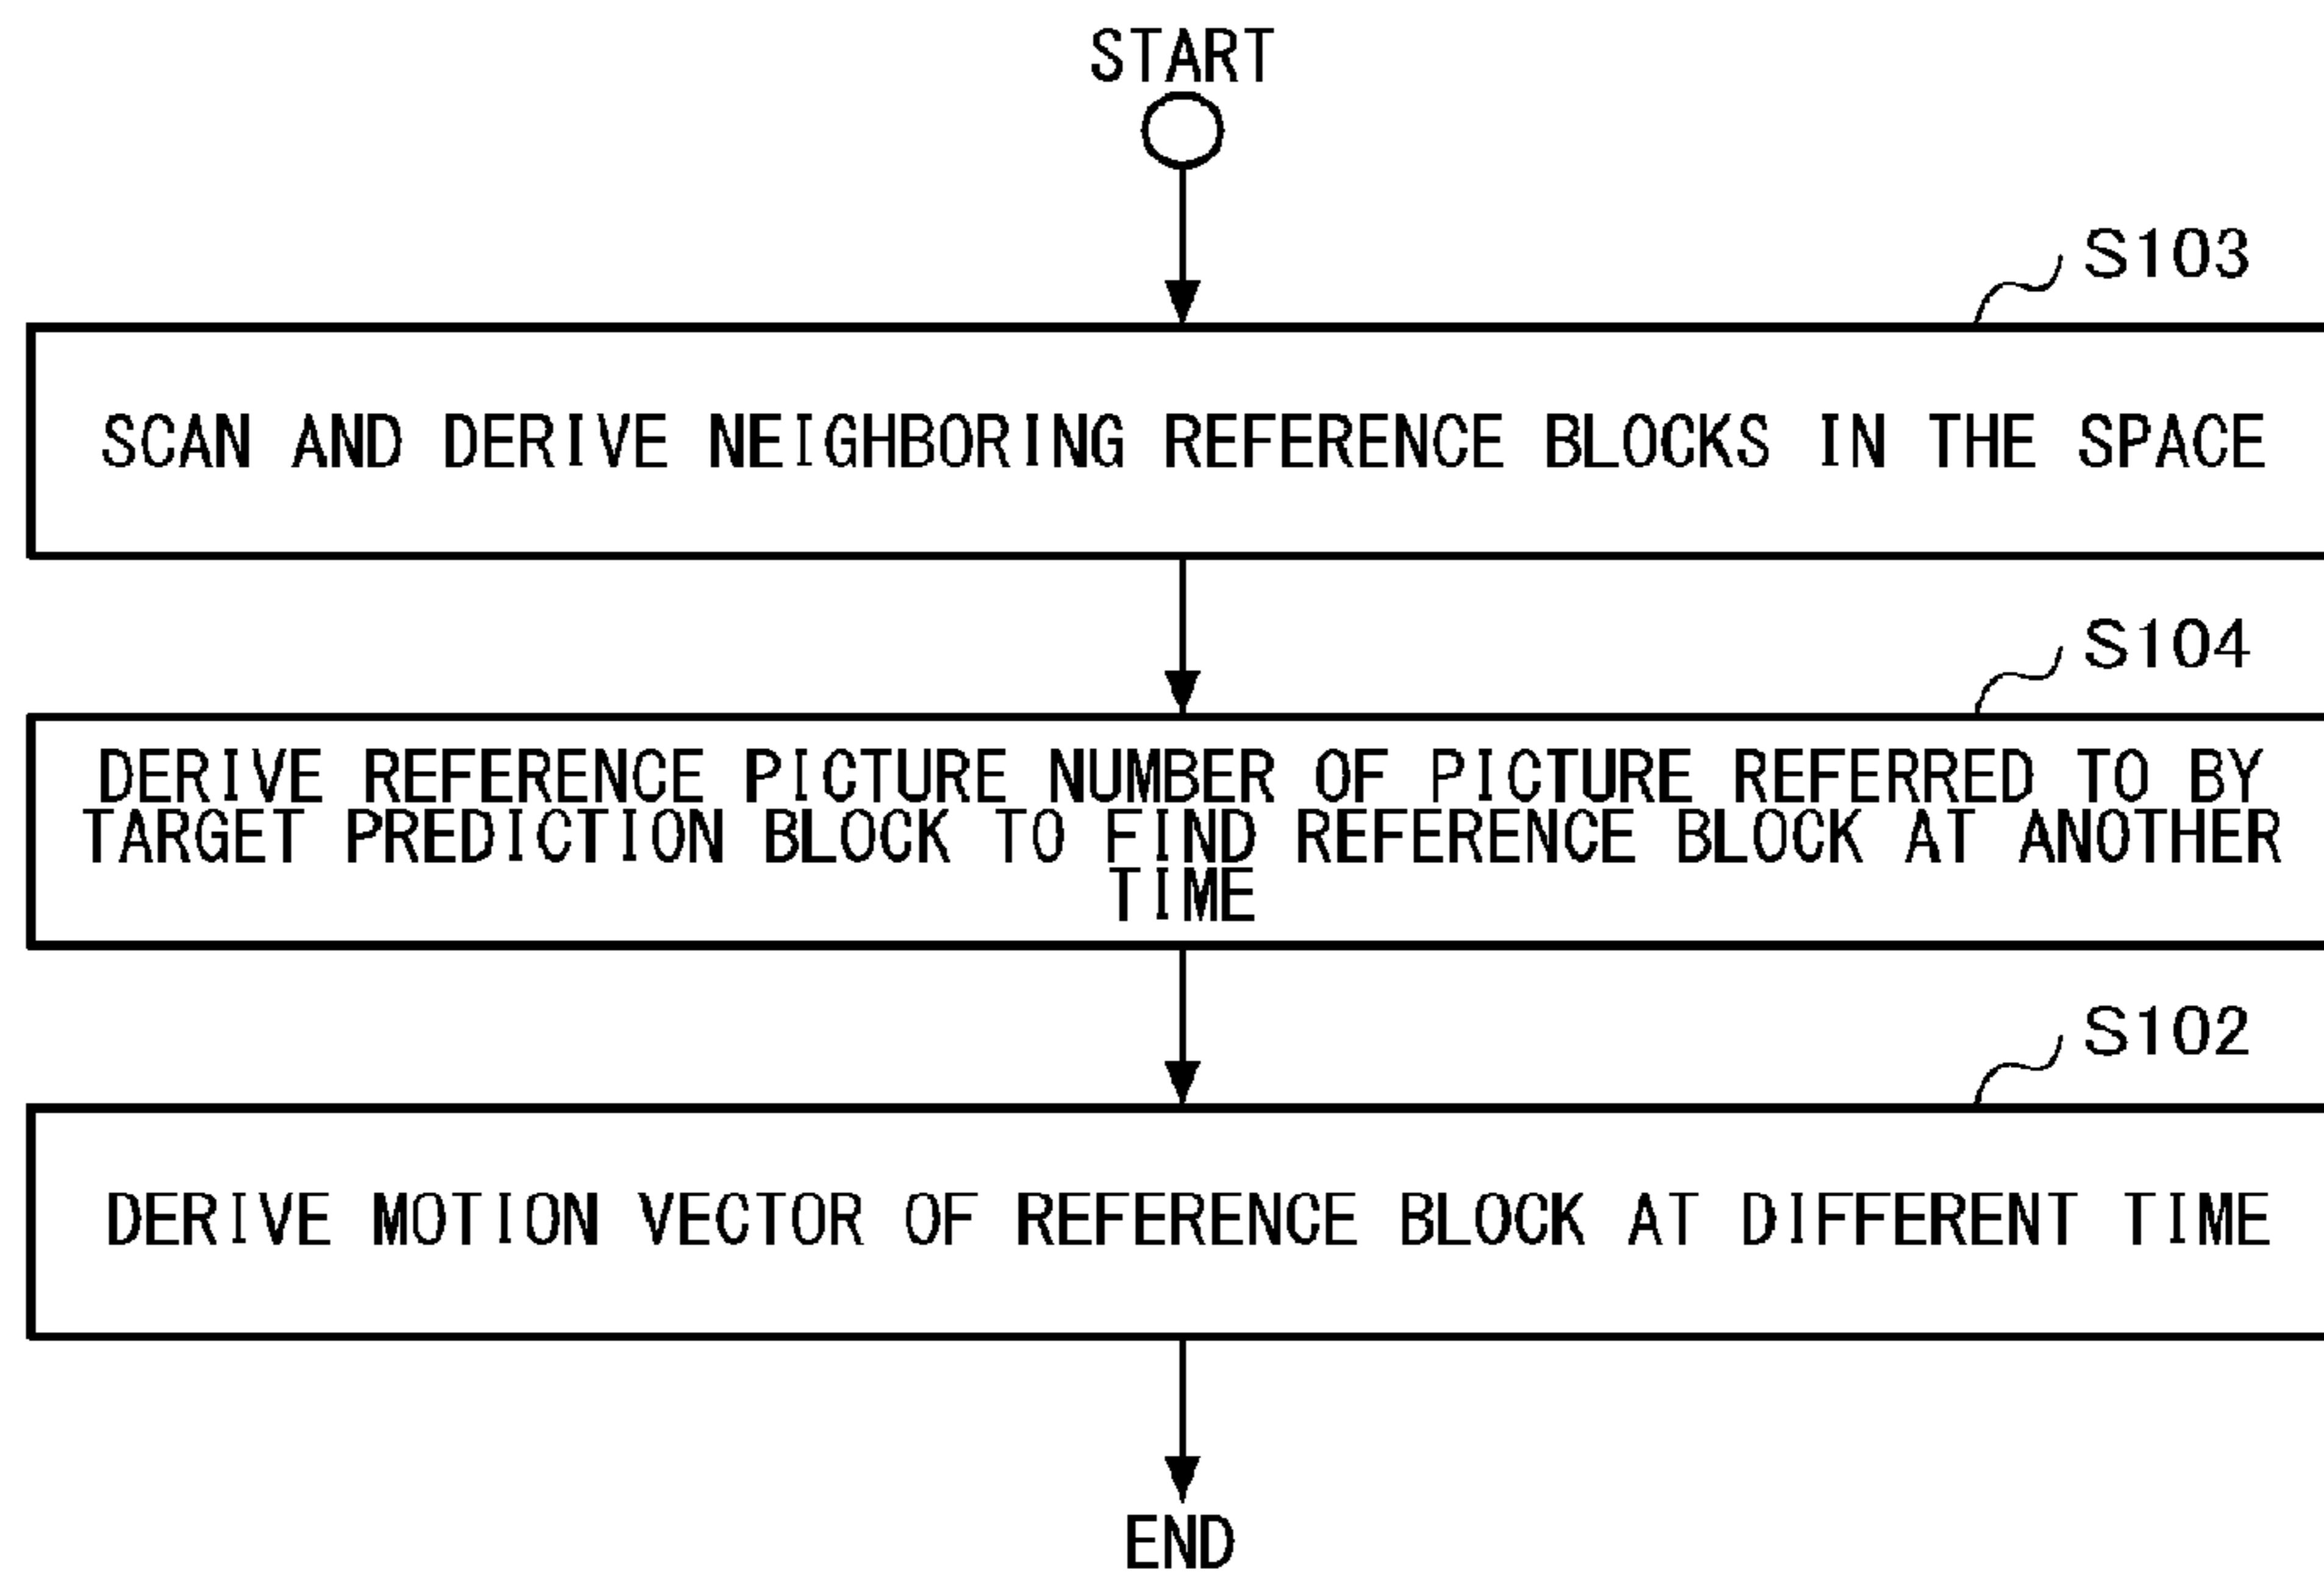 START
S103
SCAN AND DERIVE NEIGHBORING REFERENCE BLOCKS IN THE SPACE
S104
DERIVE REFERENCE PICTURE NUMBER OF PICTURE REFERRED TO BY
TARGET PREDICTION BLOCK TO FIND REFERENCE BLOCK AT ANOTHER
TIME
S102
DERIVE MOTION VECTOR OF REFERENCE BLOCK AT DIFFERENT TIME
END